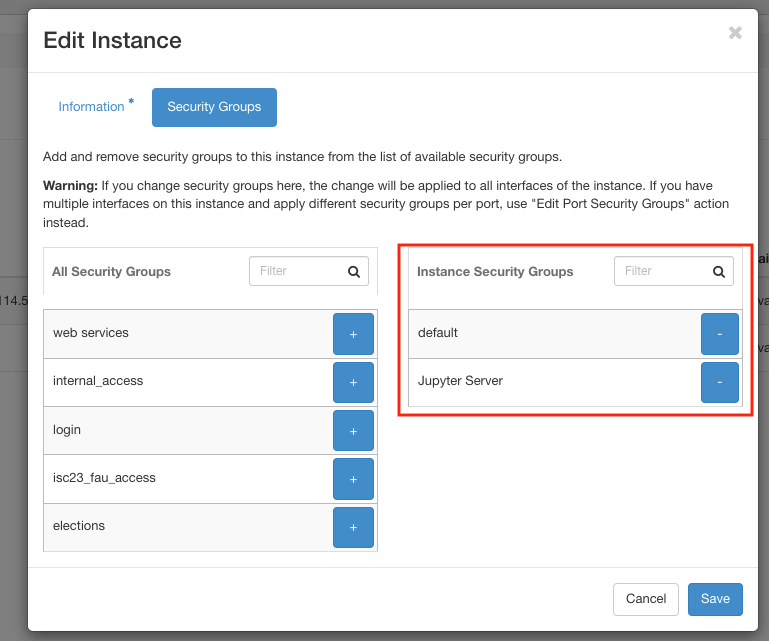 Edit Instance
×
Information *
Security Groups
Add and remove security groups to this instance from the list of available security groups.
Warning: If you change security groups here, the change will be applied to all interfaces of the instance. If you have
multiple interfaces on this instance and apply different security groups per port, use "Edit Port Security Groups" action
instead.
All Security Groups
Filter
Instance Security Groups
Filter
web services
+
default
-
internal_access
+
Jupyter Server
-
login
+
isc23_fau_access
+
elections
+
Cancel
Save
114.5